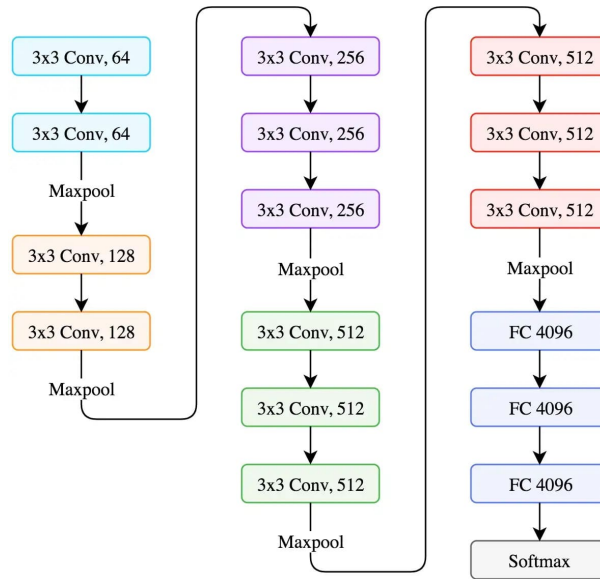 3x3 Conv, 64
3x3 Conv, 64
Maxpool
3x3 Conv, 128
3x3 Conv, 128
Maxpool
3x3 Conv, 256
3x3 Conv, 256
3x3 Conv, 256
Maxpool
3x3 Conv, 512
3x3 Conv, 512
3x3 Conv, 512
Maxpool
3x3 Conv, 512
3x3 Conv, 512
3x3 Conv, 512
Maxpool
FC 4096
FC 4096
FC 4096
Softmax